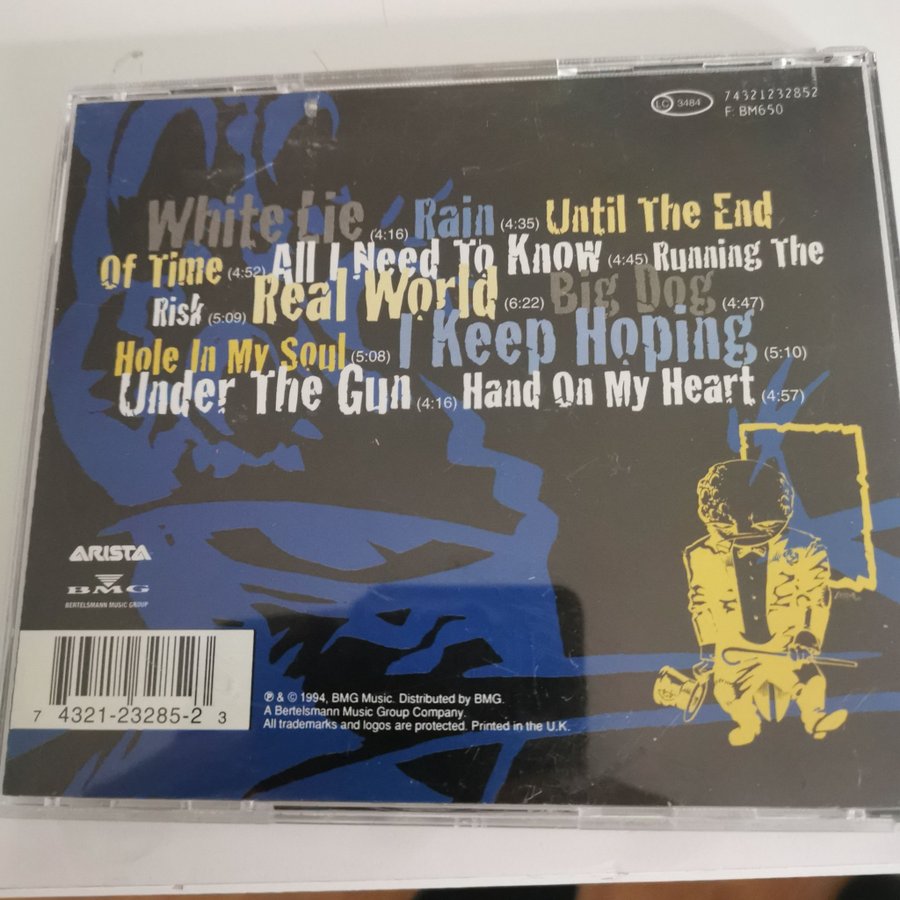 LC 3484
74321232852
F: BM650
White Lie (4:16) Rain (4:35) Until The End
Of Time (4:52) All I Need To Know (4:45) Running The
Risk (5:09) Real World (6:22) Big Dog (4:47)
Hole In My Soul (5:08) I Keep Hoping (5:10)
Under The Gun (4:16) Hand On My Heart (4:57)
ARISTA
BMG
BERTELSMANN MUSIC GROUP
7 4321-23285-2 3
℗ & © 1994, BMG Music. Distributed by BMG.
A Bertelsmann Music Group Company.
All trademarks and logos are protected. Printed in the U.K.